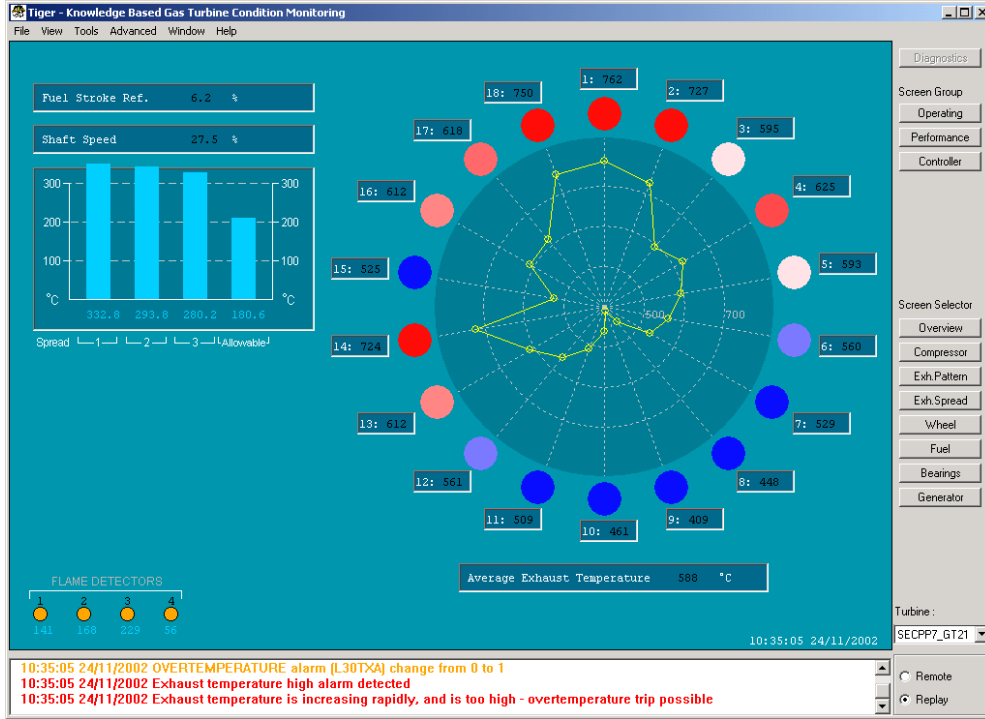 Tiger - Knowledge Based Gas Turbine Condition Monitoring
File View Tools Advanced Window Help
Fuel Stroke Ref. 6.2 %
Shaft Speed 27.5 %
300 300
200 200
100 100
°C °C
332.8 293.8 280.2 180.6
Spread 1 2 3 Allowable
1: 762
2: 727
3: 595
4: 625
5: 593
6: 560
7: 529
8: 448
9: 409
10: 461
11: 509
12: 561
13: 612
14: 724
15: 525
16: 612
17: 618
18: 750
500 700
Average Exhaust Temperature 588 °C
FLAME DETECTORS
1 2 3 4
141 168 229 56
10:35:05 24/11/2002
Diagnostics
Screen Group
Operating
Performance
Controller
Screen Selector
Overview
Compressor
Exh.Pattern
Exh.Spread
Wheel
Fuel
Bearings
Generator
Turbine :
SECPP7_GT21
Remote
Replay
10:35:05 24/11/2002 OVERTEMPERATURE alarm (L30TXA) change from 0 to 1
10:35:05 24/11/2002 Exhaust temperature high alarm detected
10:35:05 24/11/2002 Exhaust temperature is increasing rapidly, and is too high - overtemperature trip possible